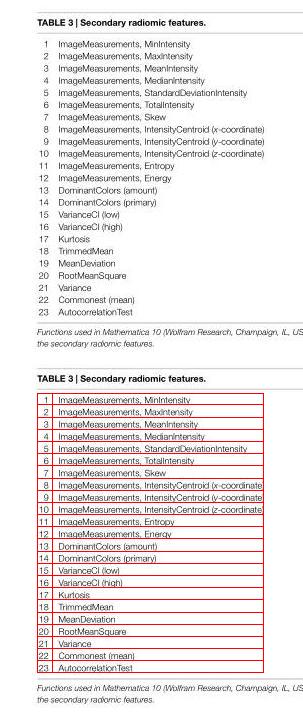 TABLE 3 | Secondary radiomic features.
1 ImageMeasurements, MinIntensity
2 ImageMeasurements, MaxIntensity
3 ImageMeasurements, MeanIntensity
4 ImageMeasurements, MedianIntensity
5 ImageMeasurements, StandardDeviationIntensity
6 ImageMeasurements, TotalIntensity
7 ImageMeasurements, Skew
8 ImageMeasurements, IntensityCentroid (x-coordinate)
9 ImageMeasurements, IntensityCentroid (y-coordinate)
10 ImageMeasurements, IntensityCentroid (z-coordinate)
11 ImageMeasurements, Entropy
12 ImageMeasurements, Energy
13 DominantColors (amount)
14 DominantColors (primary)
15 VarianceCI (low)
16 VarianceCI (high)
17 Kurtosis
18 TrimmedMean
19 MeanDeviation
20 RootMeanSquare
21 Variance
22 Commonest (mean)
23 AutocorrelationTest
Functions used in Mathematica 10 (Wolfram Research, Champaign, IL, US
the secondary radiomic features.
TABLE 3 | Secondary radiomic features.
1 ImageMeasurements, MinIntensity
2 ImageMeasurements, MaxIntensity
3 ImageMeasurements, MeanIntensity
4 ImageMeasurements, MedianIntensity
5 ImageMeasurements, StandardDeviationIntensity
6 ImageMeasurements, TotalIntensity
7 ImageMeasurements, Skew
8 ImageMeasurements, IntensityCentroid (x-coordinate
9 ImageMeasurements, IntensityCentroid (y-coordinate
10 ImageMeasurements, IntensityCentroid (z-coordinate)
11 ImageMeasurements, Entropy
12 ImageMeasurements, Energy
13 DominantColors (amount)
14 DominantColors (primary)
15 VarianceCI (low)
16 VarianceCI (high)
17 Kurtosis
18 TrimmedMean
19 MeanDeviation
20 RootMeanSquare
21 Variance
22 Commonest (mean)
23 AutocorrelationTest
Functions used in Mathematica 10 (Wolfram Research, Champaign, IL, US
the secondary radiomic features.